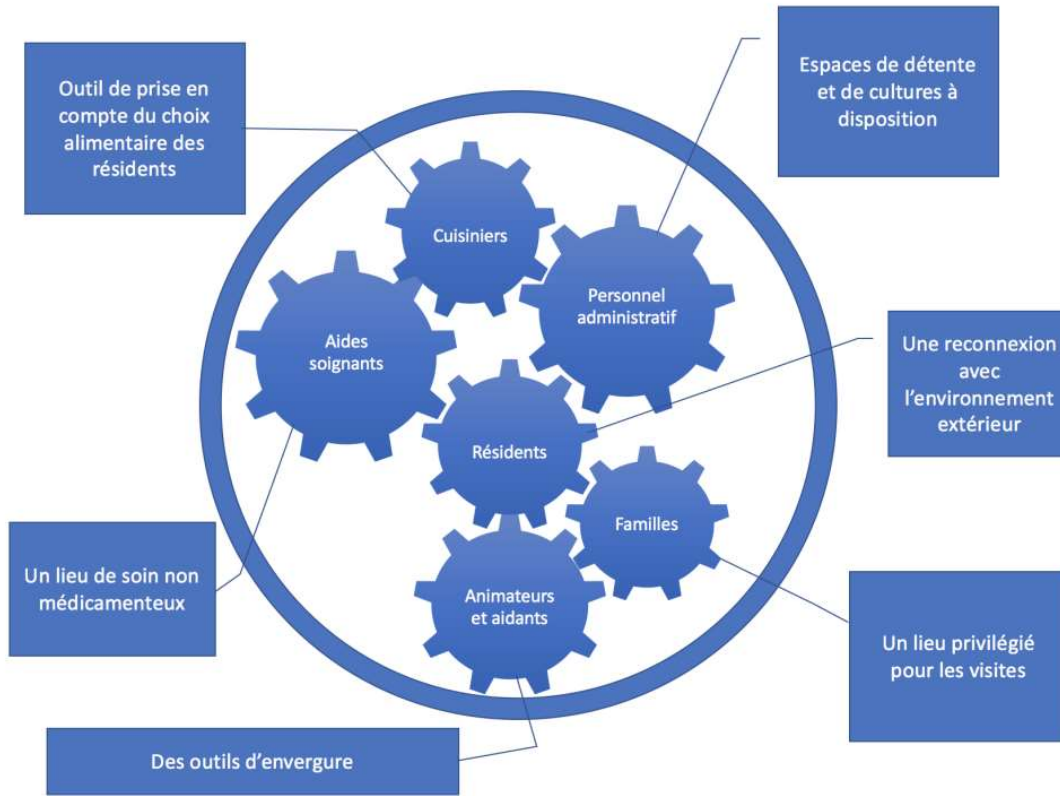 Outil de prise en
compte du choix
alimentaire des
résidents
Espaces de détente
et de cultures à
disposition
Cuisiniers
Personnel
administratif
Aides
soignants
Une reconnexion
avec
l'environnement
extérieur
Résidents
Familles
Un lieu de soin non
médicamenteux
Animateurs
et aidants
Un lieu privilégié
pour les visites
Des outils d'envergure